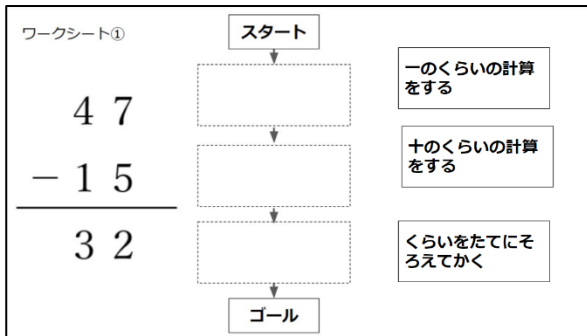 ワークシート①
スタート
4 7
－1 5
3 2
一のくらいの計算
をする
十のくらいの計算
をする
くらいをたてにそ
ろえてかく
ゴール